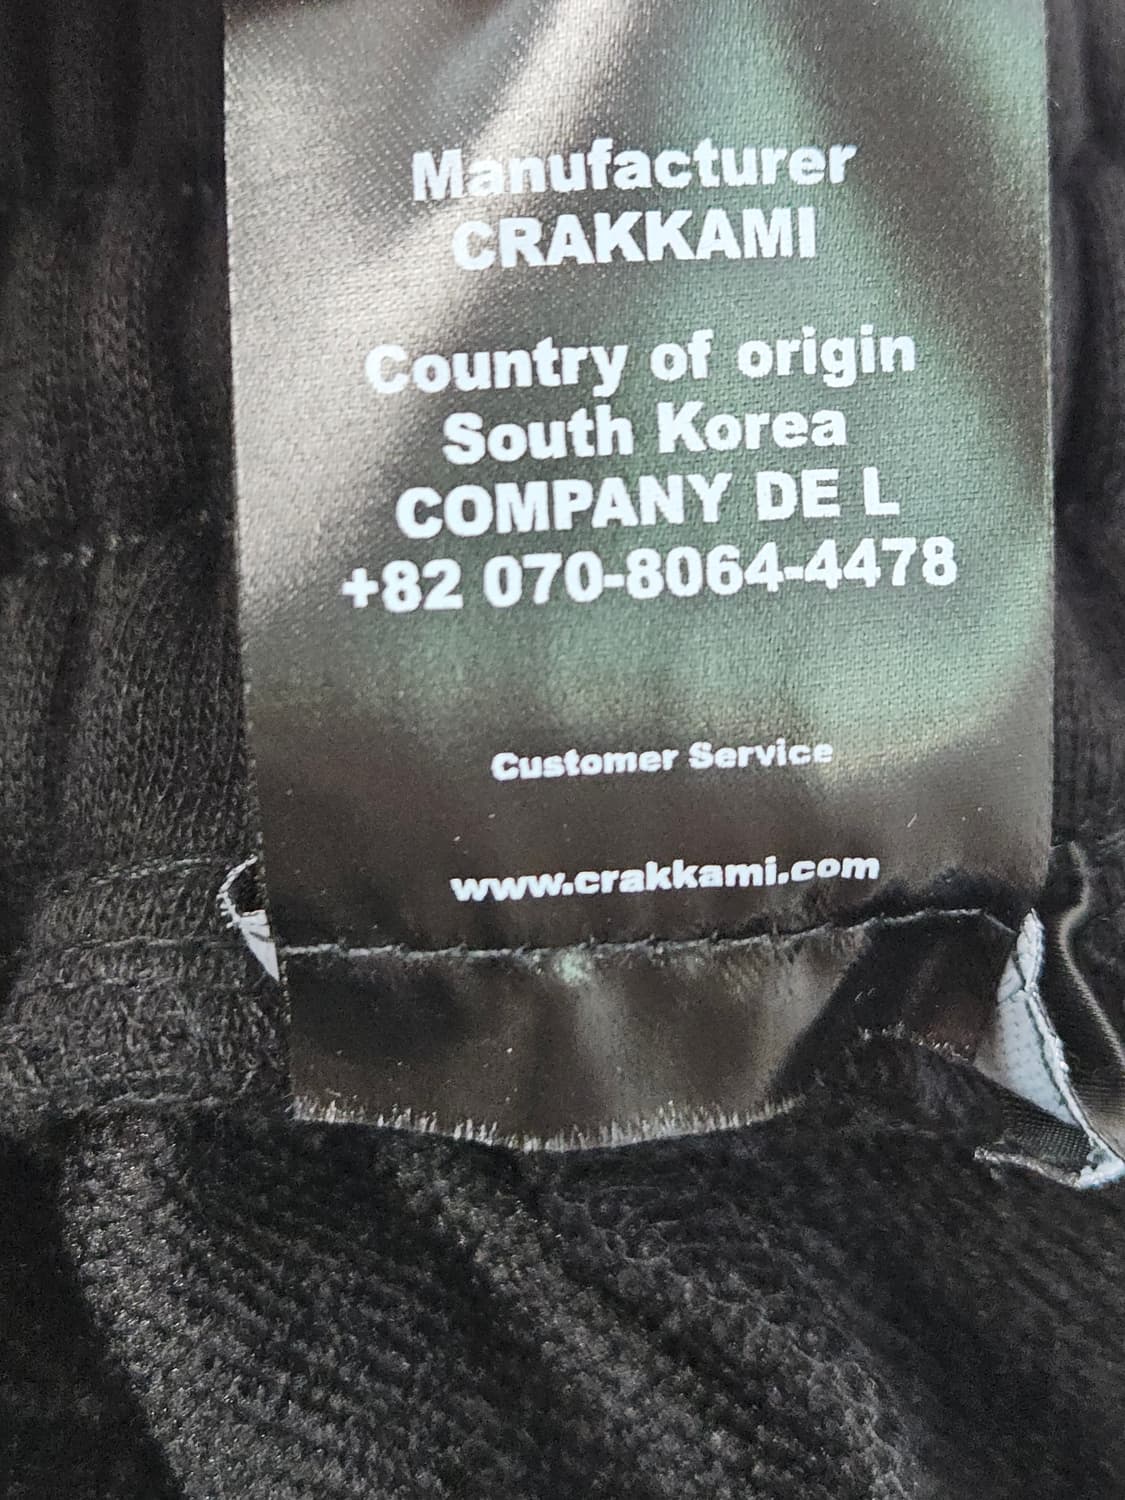 Manufacturer
CRAKKAMI
Country of origin
South Korea
COMPANY DE L
+82 070-8064-4478
Customer Service
www.crakkami.com